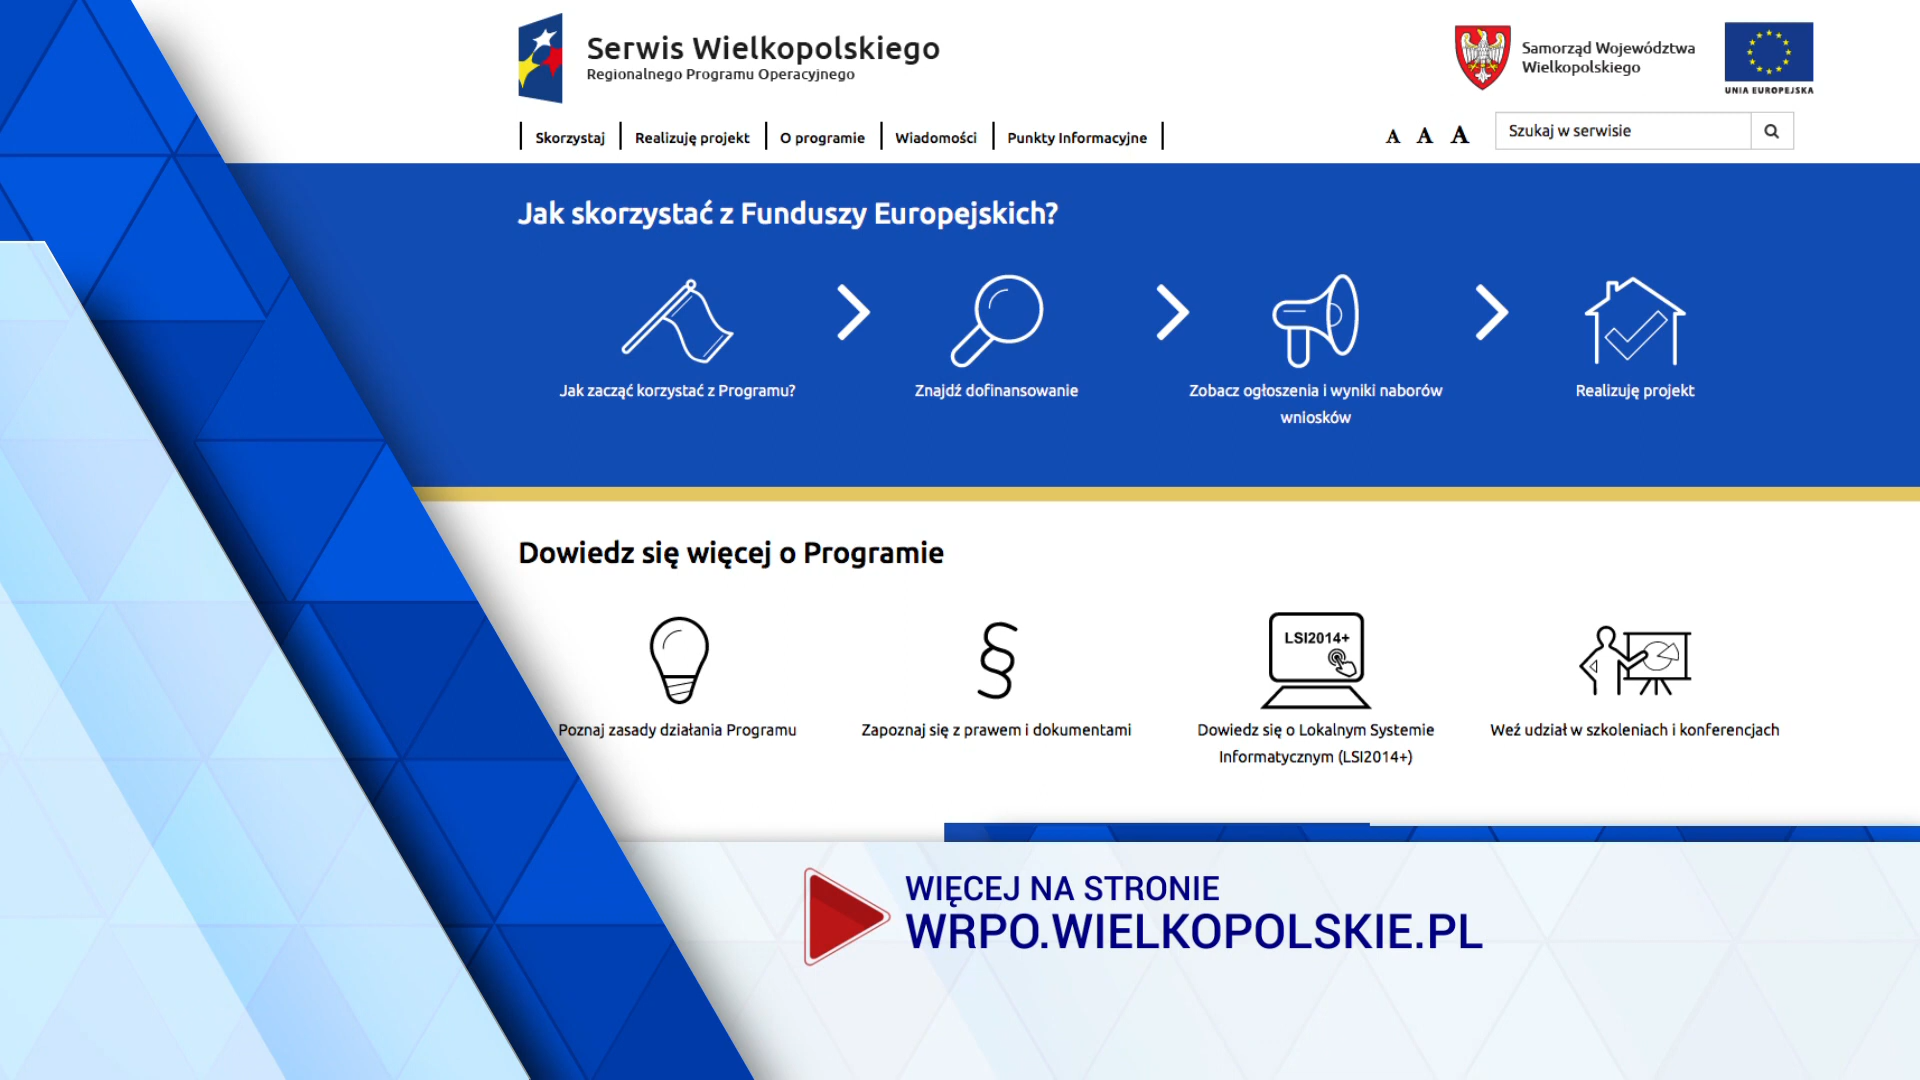 Serwis Wielkopolskiego
Regionalnego Programu Operacyjnego
Samorząd Województwa
Wielkopolskiego
UNIA EUROPEJSKA
Skorzystaj
Realizuję projekt
O programie
Wiadomości
Punkty Informacyjne
A A A
Szukaj w serwisie
Jak skorzystać z Funduszy Europejskich?
Jak zacząć korzystać z Programu?
Znajdź dofinansowanie
Zobacz ogłoszenia i wyniki naborów
wniosków
Realizuję projekt
Dowiedz się więcej o Programie
LSI2014+
Poznaj zasady działania Programu
Zapoznaj się z prawem i dokumentami
Dowiedz się o Lokalnym Systemie
Informatycznym (LSI2014+)
Weź udział w szkoleniach i konferencjach
WIĘCEJ NA STRONIE
WRPO.WIELKOPOLSKIE.PL